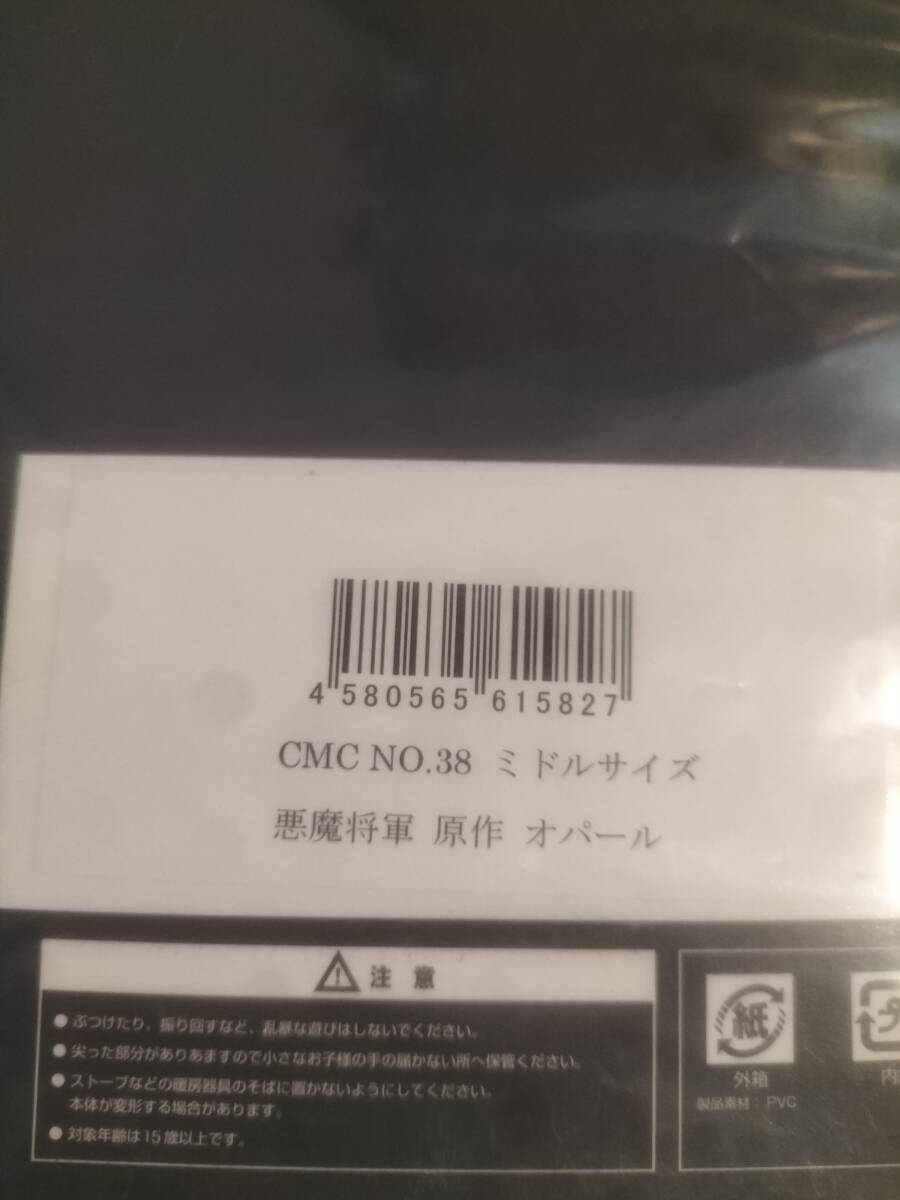 4 580565 615827
CMC NO.38 ミドルサイズ
悪魔将軍 原作 オパール
注 意
●ぶつけたり、振り回すなど、乱暴な遊びはしないでください。
●尖った部分がありあますので小さなお子様の手の届かない所へ保管ください。
●ストーブなどの暖房器具のそばに置かないようにしてください。
本体が変形する場合があります。
●対象年齢は15歳以上です。
紙
外箱
製品素材：PVC
プ
内